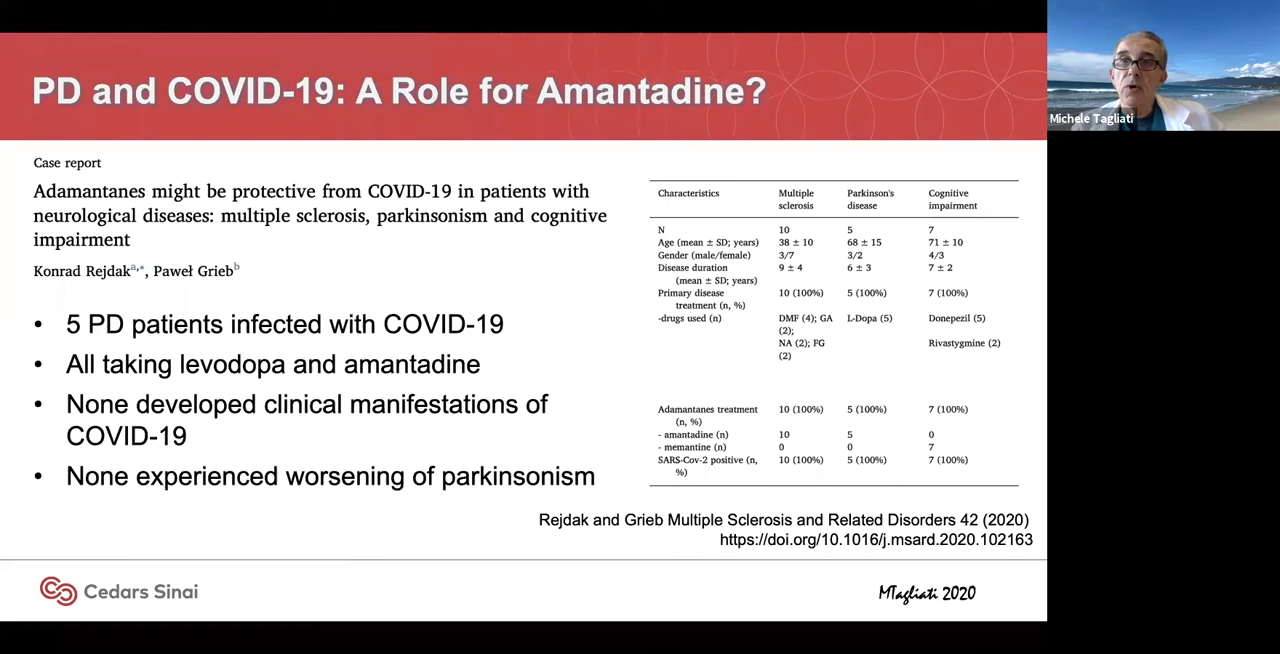 PD and COVID-19: A Role for Amantadine?
Michele Tagliati
Case report
Adamantanes might be protective from COVID-19 in patients with
neurological diseases: multiple sclerosis, parkinsonism and cognitive
impairment
Konrad Rejdaka,*, Paweł Griebb
• 5 PD patients infected with COVID-19
• All taking levodopa and amantadine
• None developed clinical manifestations of
COVID-19
• None experienced worsening of parkinsonism
Characteristics Multiple Parkinson's Cognitive
sclerosis disease impairment
N 10 5 7
Age (mean ± SD; years) 38 ± 10 68 ± 15 71 ± 10
Gender (male/female) 3/7 3/2 4/3
Disease duration 9 ± 4 6 ± 3 7 ± 2
(mean ± SD; years)
Primary disease 10 (100%) 5 (100%) 7 (100%)
treatment (n, %)
-drugs used (n) DMF (4); GA L-Dopa (5) Donepezil (5)
(2);
NA (2); FG Rivastygmine (2)
(2)
Adamantanes treatment 10 (100%) 5 (100%) 7 (100%)
(n, %)
- amantadine (n) 10 5 0
- memantine (n) 0 0 7
SARS-Cov-2 positive (n, 10 (100%) 5 (100%) 7 (100%)
%)
Rejdak and Grieb Multiple Sclerosis and Related Disorders 42 (2020)
https://doi.org/10.1016/j.msard.2020.102163
Cedars Sinai
MTagliati 2020